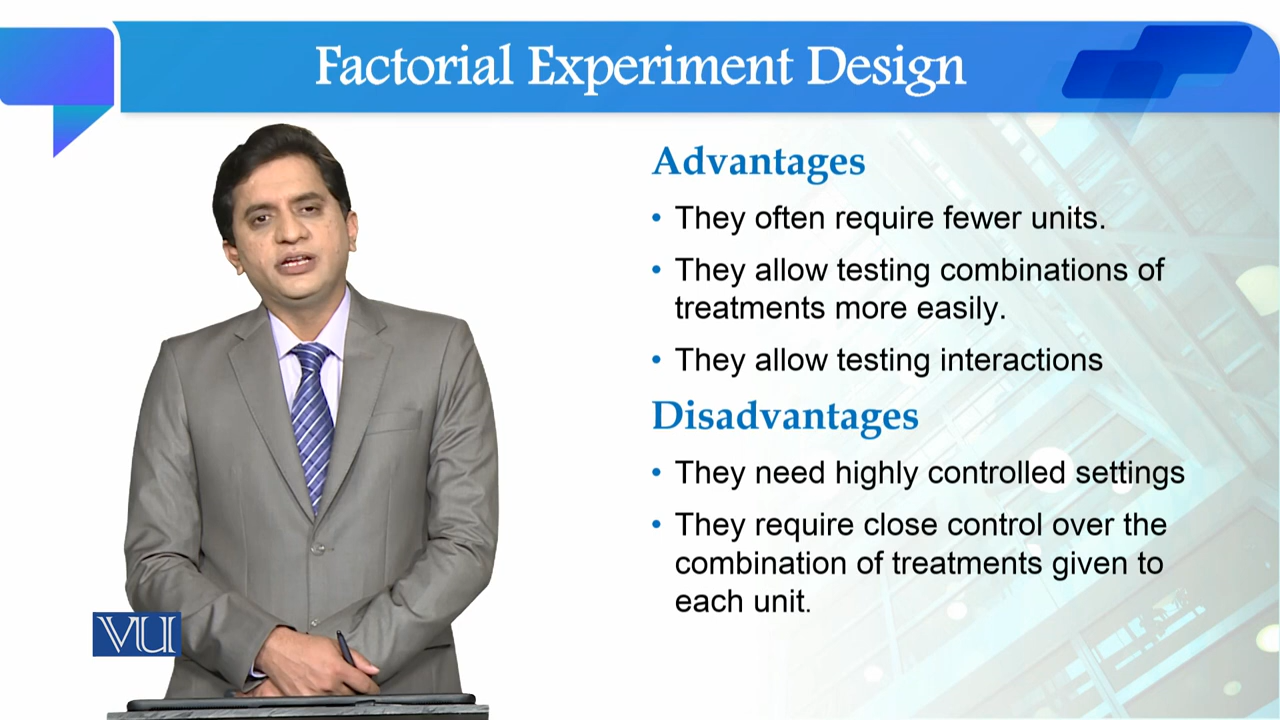 Factorial Experiment Design
Advantages
• They often require fewer units.
• They allow testing combinations of
treatments more easily.
• They allow testing interactions
Disadvantages
• They need highly controlled settings
• They require close control over the
combination of treatments given to
each unit.
VU